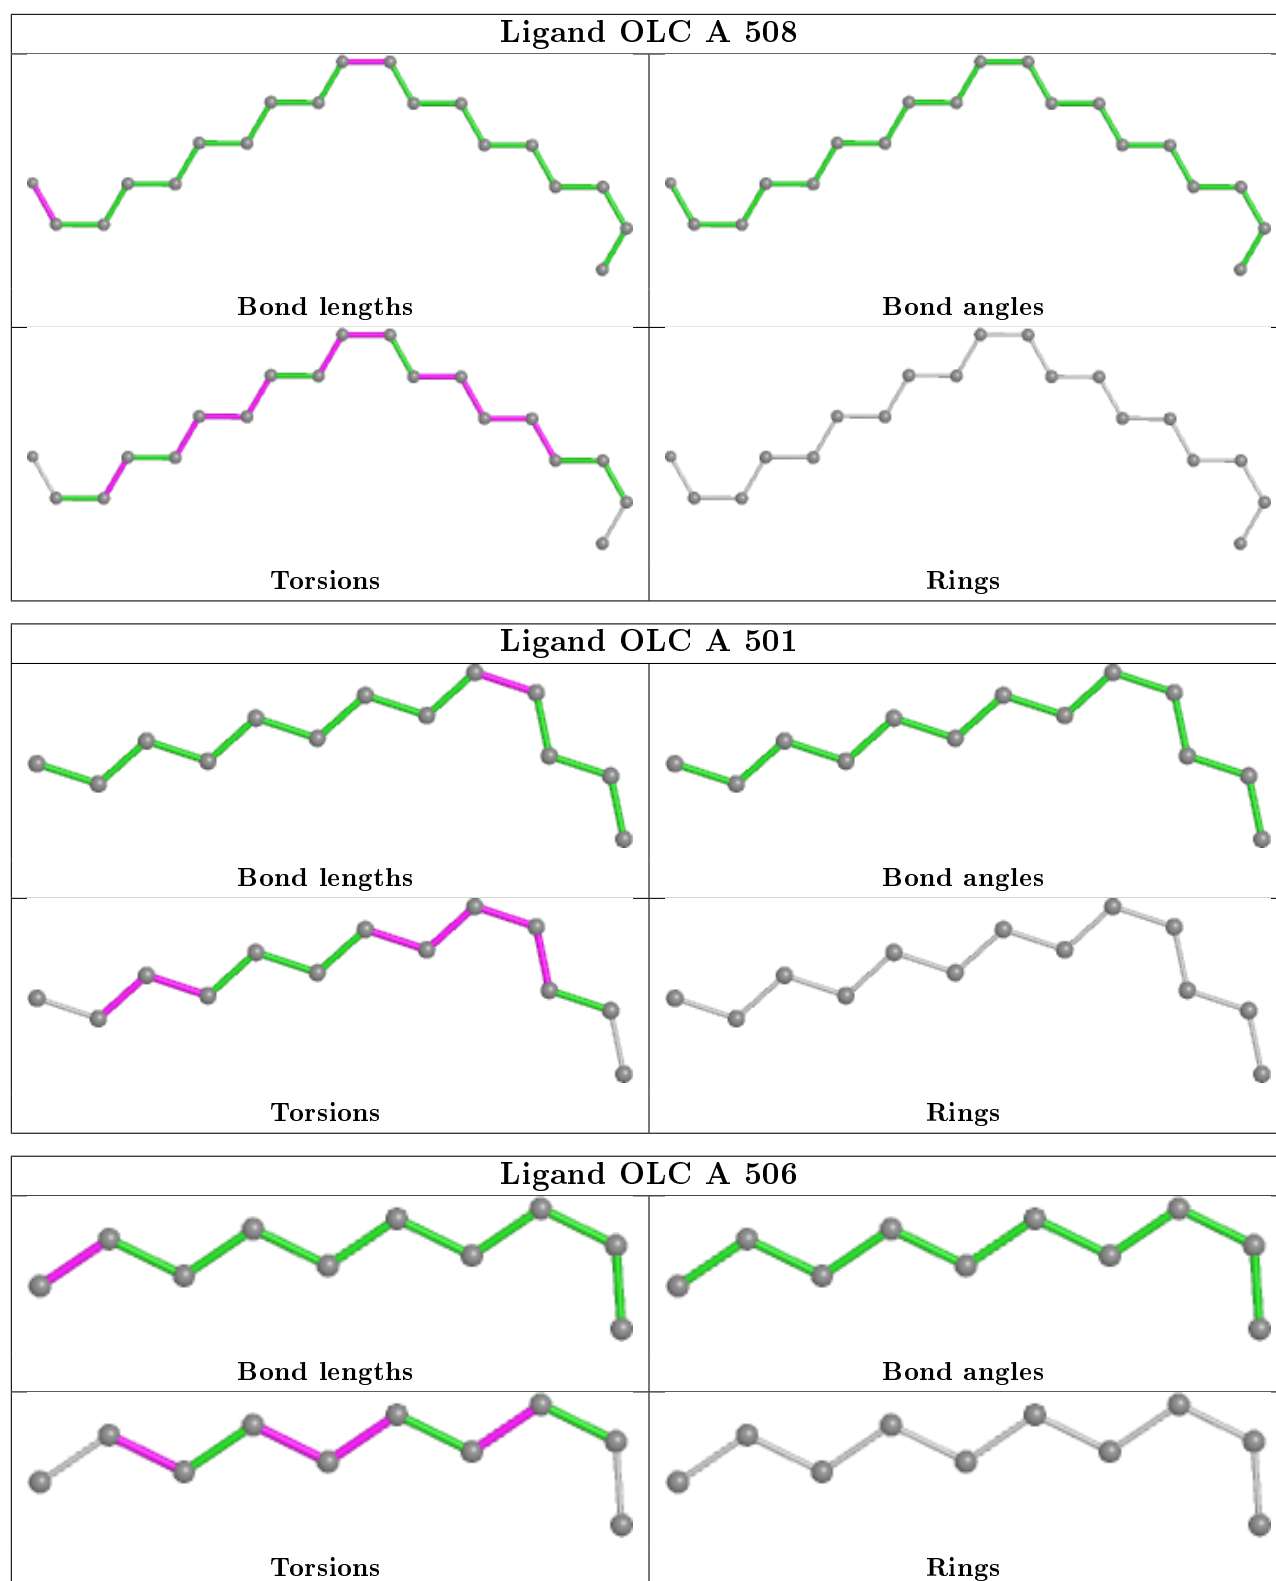 Ligand OLC A 508
Bond lengths
Bond angles
Torsions
Rings
Ligand OLC A 501
Bond lengths
Bond angles
Torsions
Rings
Ligand OLC A 506
Bond lengths
Bond angles
Torsions
Rings